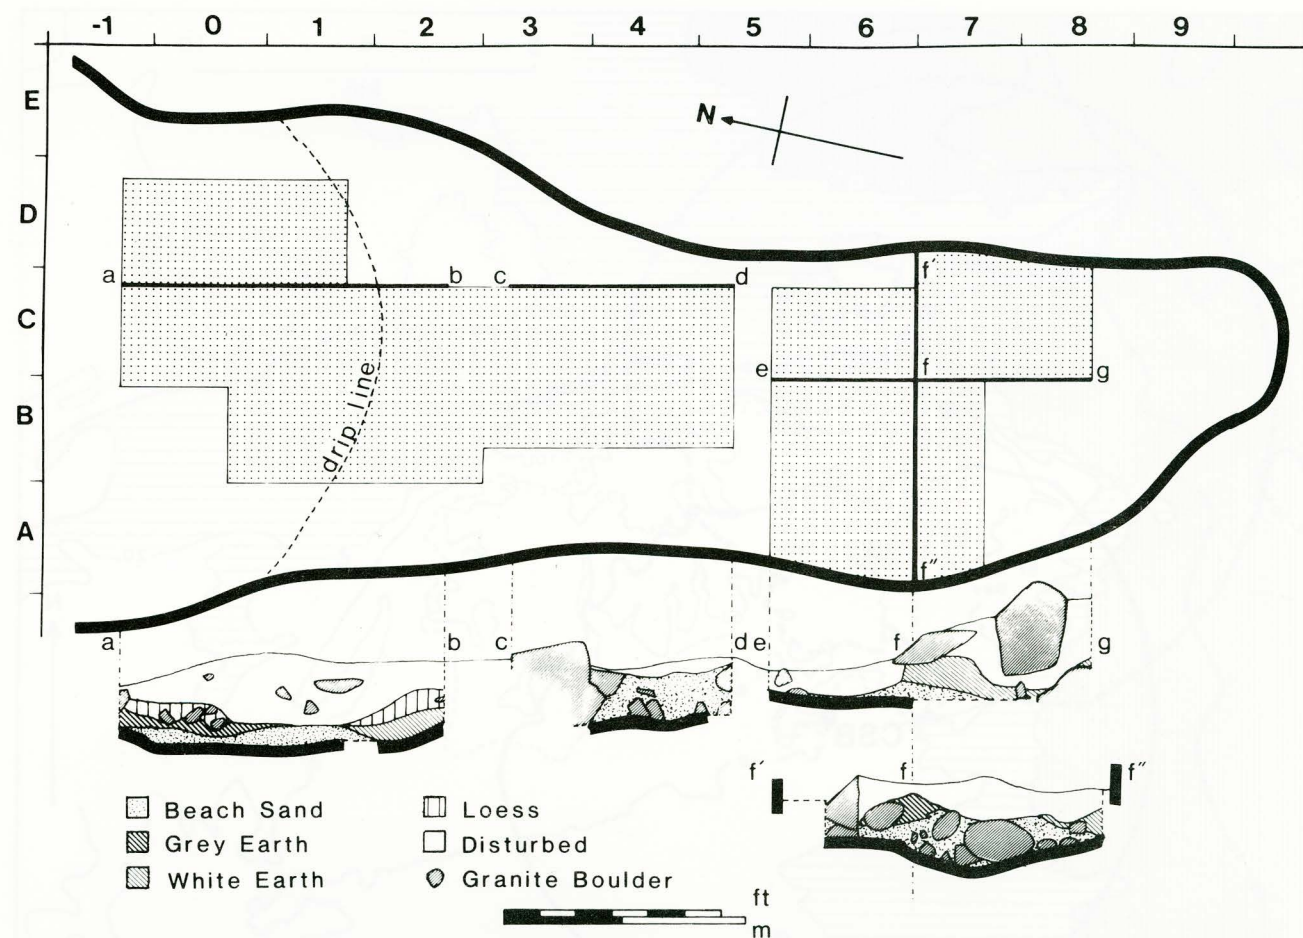 -1 0 1 2 3 4 5 6 7 8 9
E
N
D
a b c d f′
C
e f g
drip line
B
A
f″
a b c d e f g
f′ f f″
Beach Sand Loess
Grey Earth Disturbed
White Earth Granite Boulder
ft
m